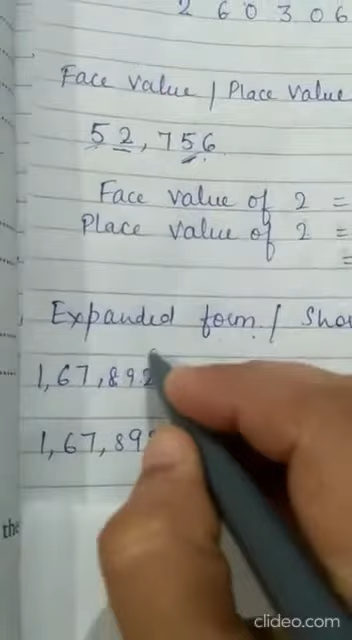 2 6 0 3 0 6
Face value / Place value
52,756
Face value of 2 =
Place value of 2 =
=
Expanded form /
1,67,892
1,67,89
the
clideo.com